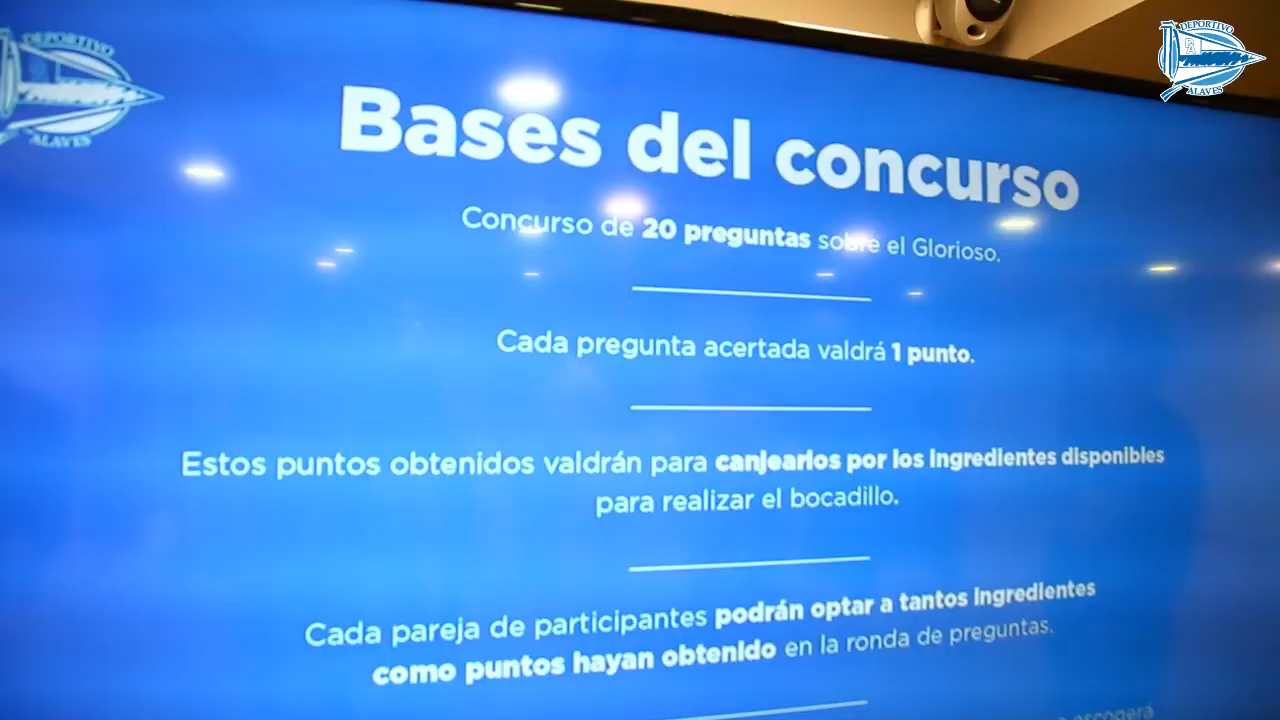 DEPORTIVO
ALAVES
DEPORTIVO
ALAVES
Bases del concurso
Concurso de 20 preguntas sobre el Glorioso.
Cada pregunta acertada valdrá 1 punto.
Estos puntos obtenidos valdrán para canjearlos por los ingredientes disponibles
para realizar el bocadillo.
Cada pareja de participantes podrán optar a tantos ingredientes
como puntos hayan obtenido en la ronda de preguntas.
escogerá